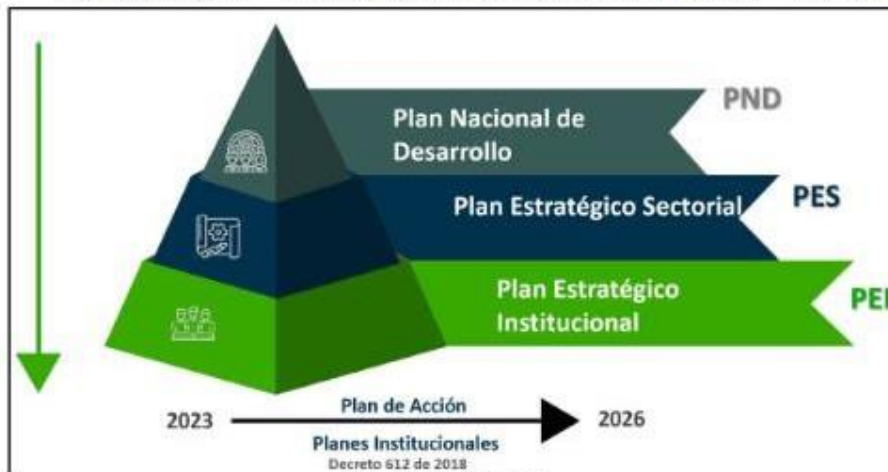 Plan Nacional de
Desarrollo
PND
Plan Estratégico Sectorial
PES
Plan Estratégico
Institucional
2023
Plan de Acción
2026
Planes Institucionales
Decreto 612 de 2018